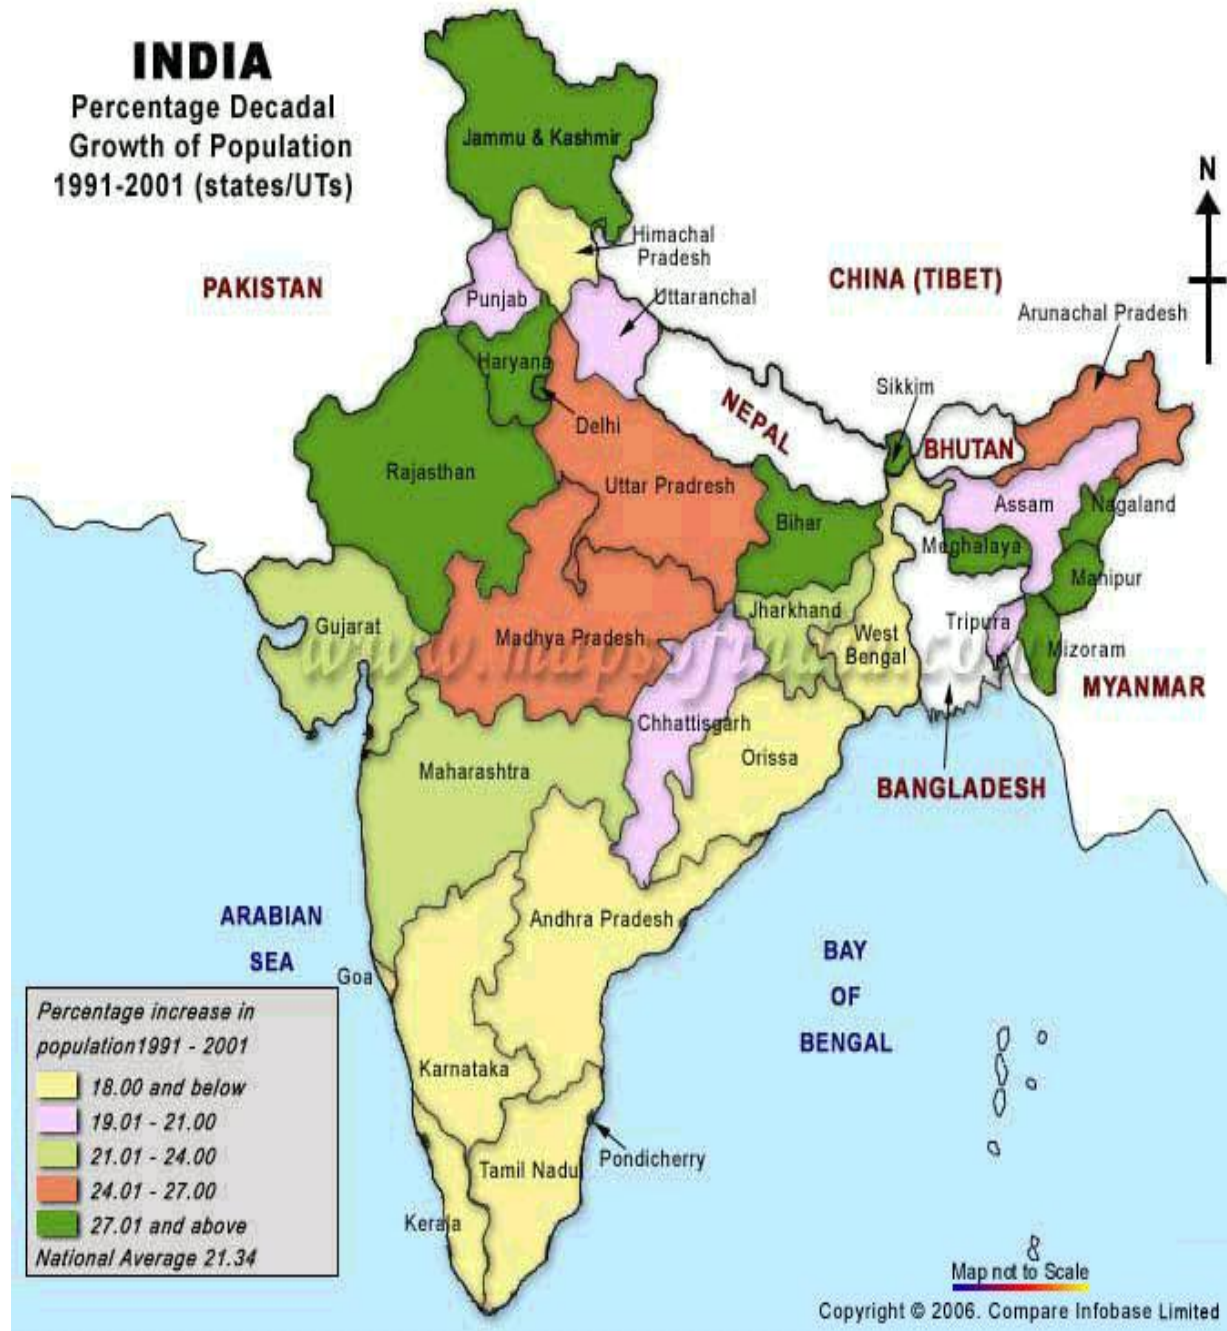 INDIA
Percentage Decadal
Growth of Population
1991-2001 (states/UTs)
N
Jammu & Kashmir
Himachal
Pradesh
PAKISTAN
CHINA (TIBET)
Punjab
Uttaranchal
Arunachal Pradesh
Haryana
Sikkim
NEPAL
Delhi
BHUTAN
Rajasthan
Uttar Pradresh
Assam
Nagaland
Bihar
Meghalaya
Manipur
Jharkhand
Gujarat
Madhya Pradesh
West
Bengal
Tripura
Mizoram
www.mapsofindia.com
MYANMAR
Chhattisgarh
Orissa
Maharashtra
BANGLADESH
ARABIAN
SEA
Andhra Pradesh
BAY
OF
BENGAL
Goa
Karnataka
Tamil Nadu
Pondicherry
Kerala
Percentage increase in
population1991 - 2001
18.00 and below
19.01 - 21.00
21.01 - 24.00
24.01 - 27.00
27.01 and above
National Average 21.34
Map not to Scale
Copyright © 2006. Compare Infobase Limited